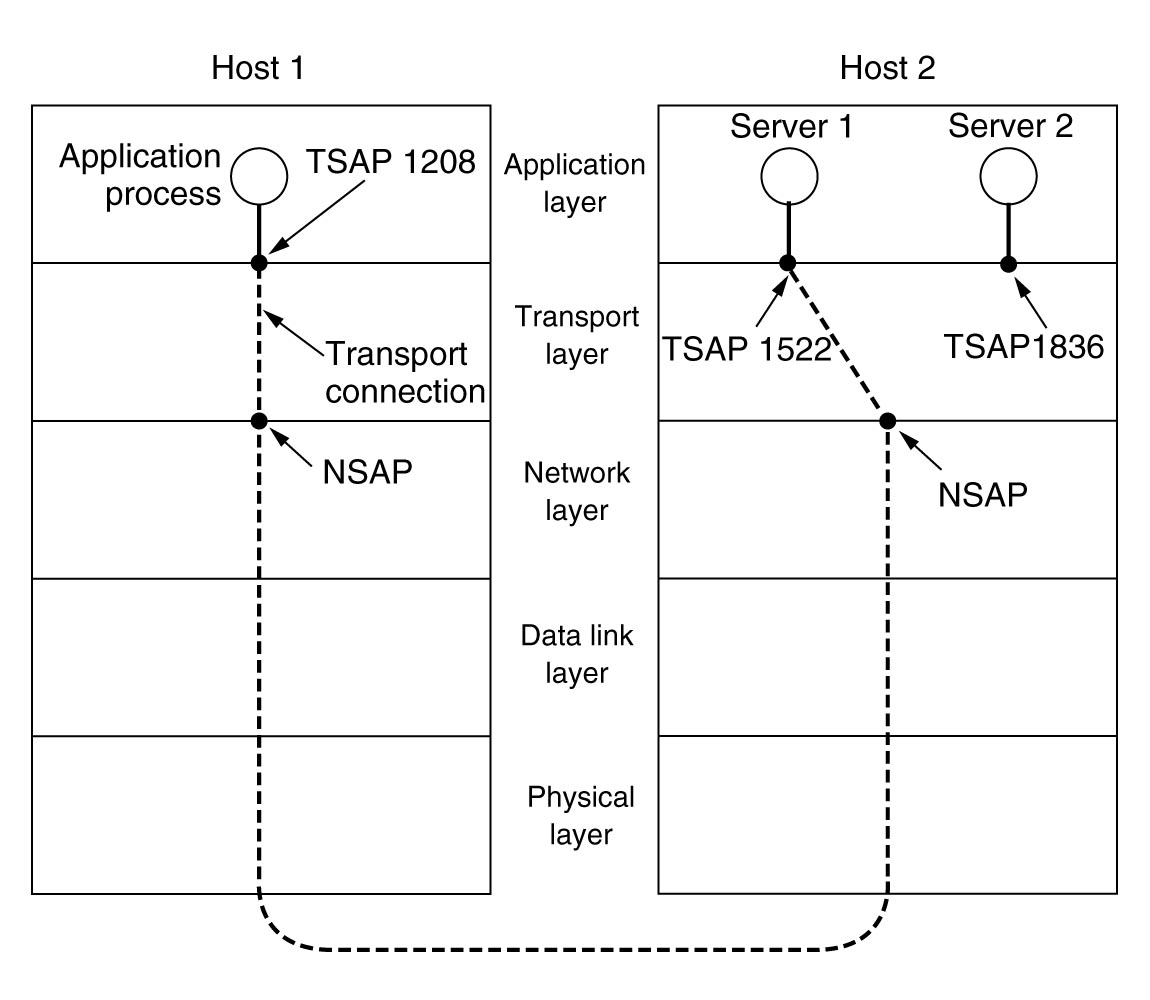 Host 1
Host 2
Application
process
TSAP 1208
Application
layer
Server 1
Server 2
Transport
connection
Transport
layer
TSAP 1522
TSAP1836
NSAP
Network
layer
NSAP
Data link
layer
Physical
layer